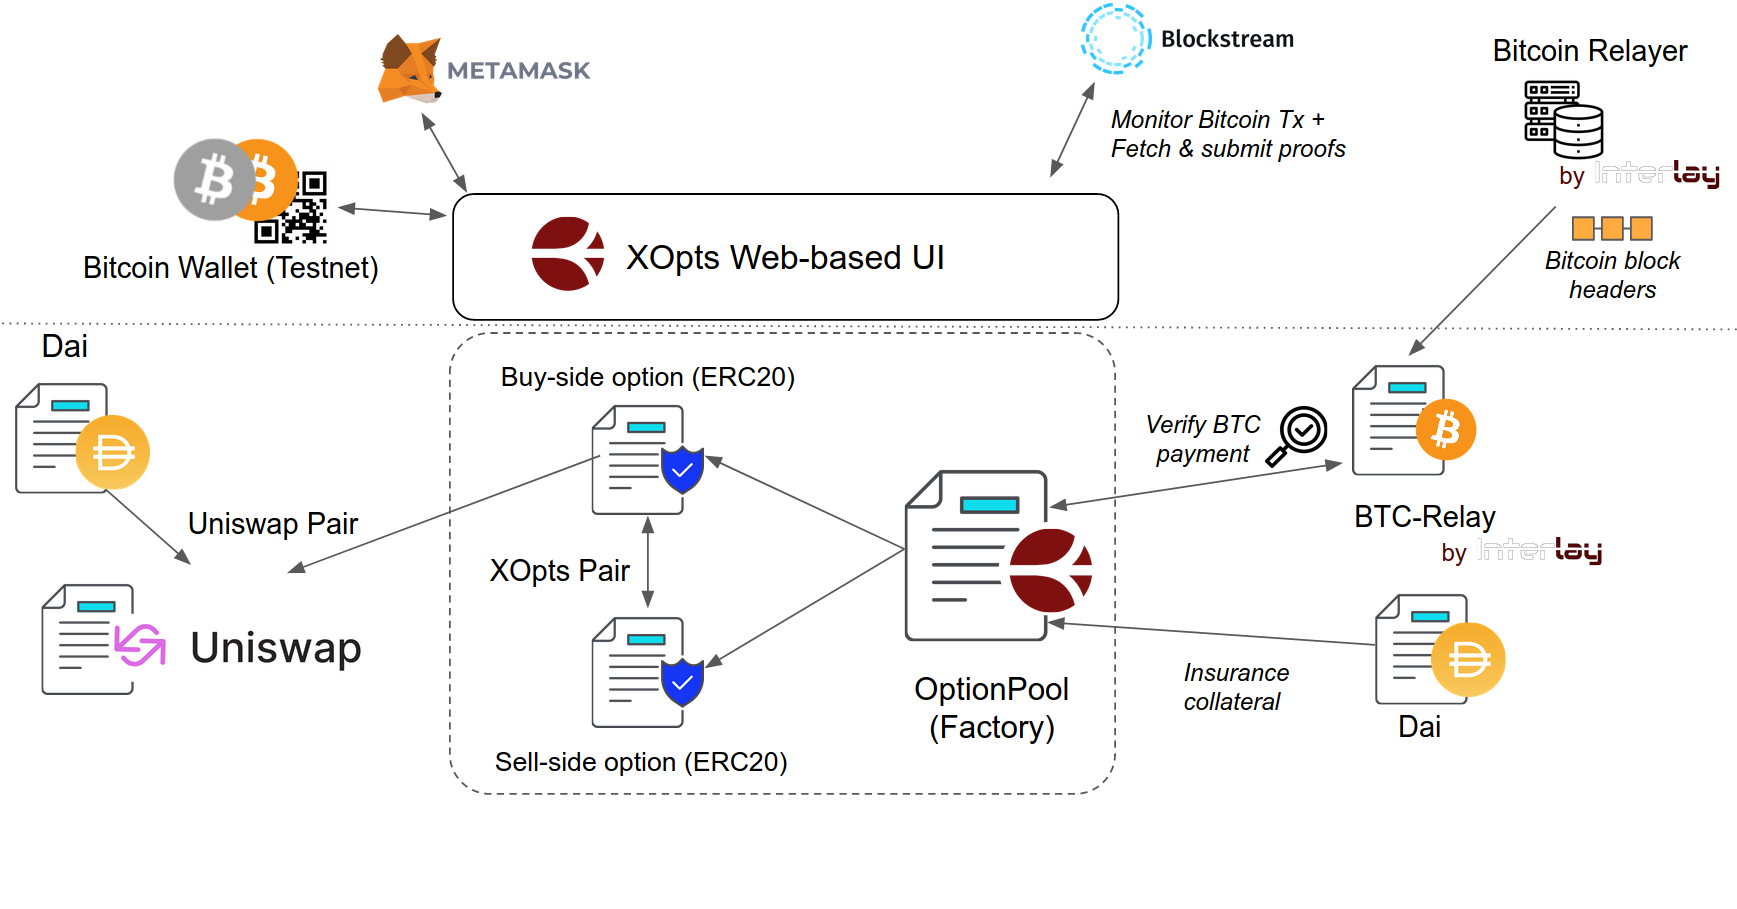 METAMASK
Blockstream
Bitcoin Relayer
Monitor Bitcoin Tx +
Fetch & submit proofs
by Interlay
Bitcoin Wallet (Testnet)
XOpts Web-based UI
Bitcoin block
headers
Dai
Buy-side option (ERC20)
Verify BTC
payment
Uniswap Pair
XOpts Pair
BTC-Relay
by Interlay
Uniswap
OptionPool
(Factory)
Insurance
collateral
Dai
Sell-side option (ERC20)